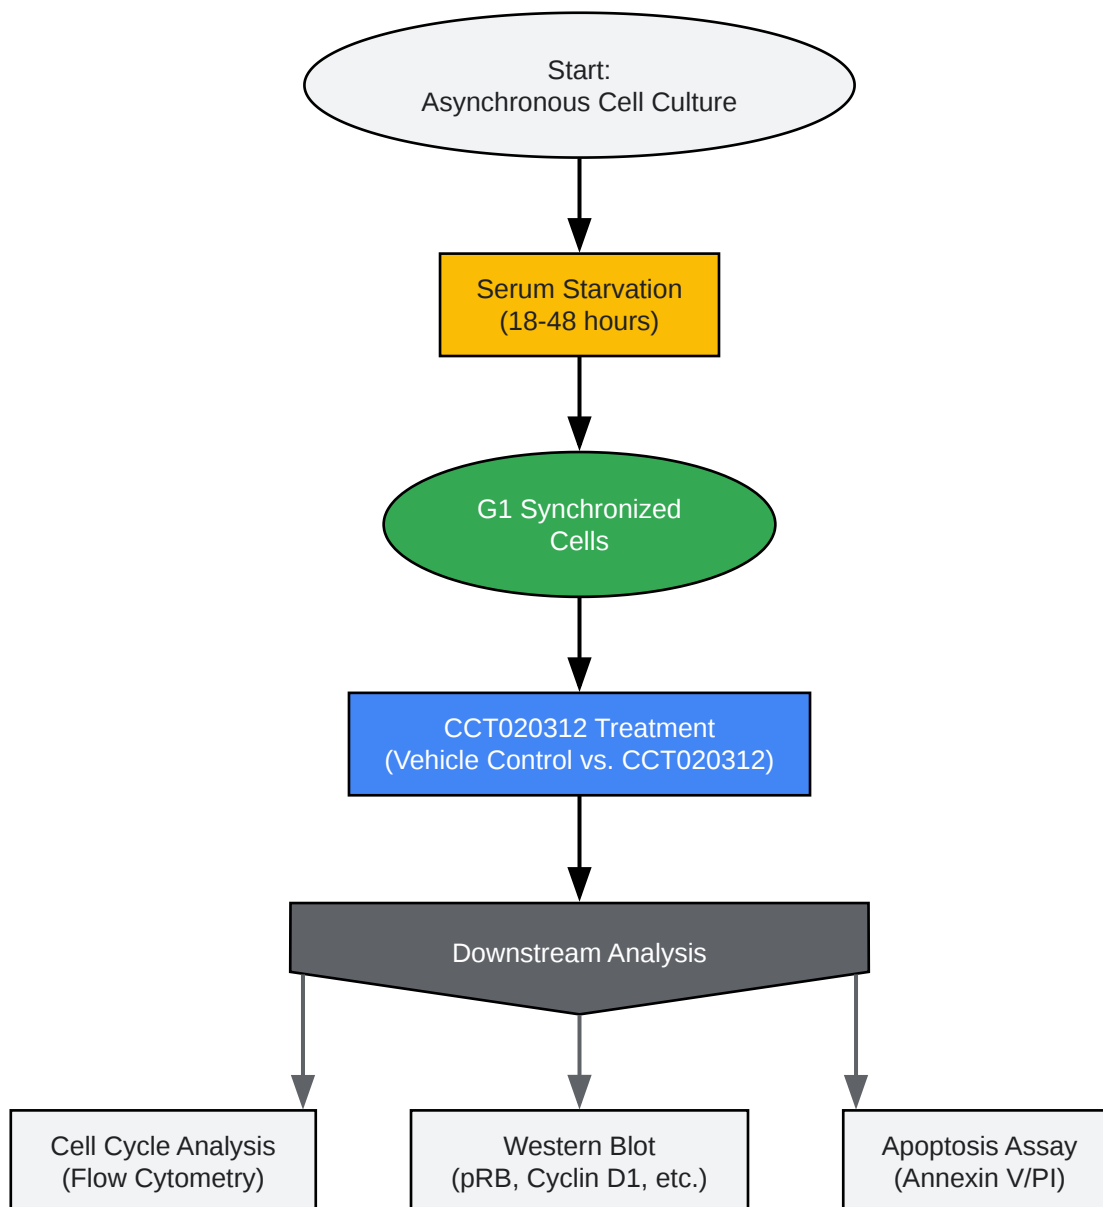 Start:
Asynchronous Cell Culture
Serum Starvation
(18-48 hours)
G1 Synchronized
Cells
CCT020312 Treatment
(Vehicle Control vs. CCT020312)
Downstream Analysis
Cell Cycle Analysis
(Flow Cytometry)
Western Blot
(pRB, Cyclin D1, etc.)
Apoptosis Assay
(Annexin V/PI)